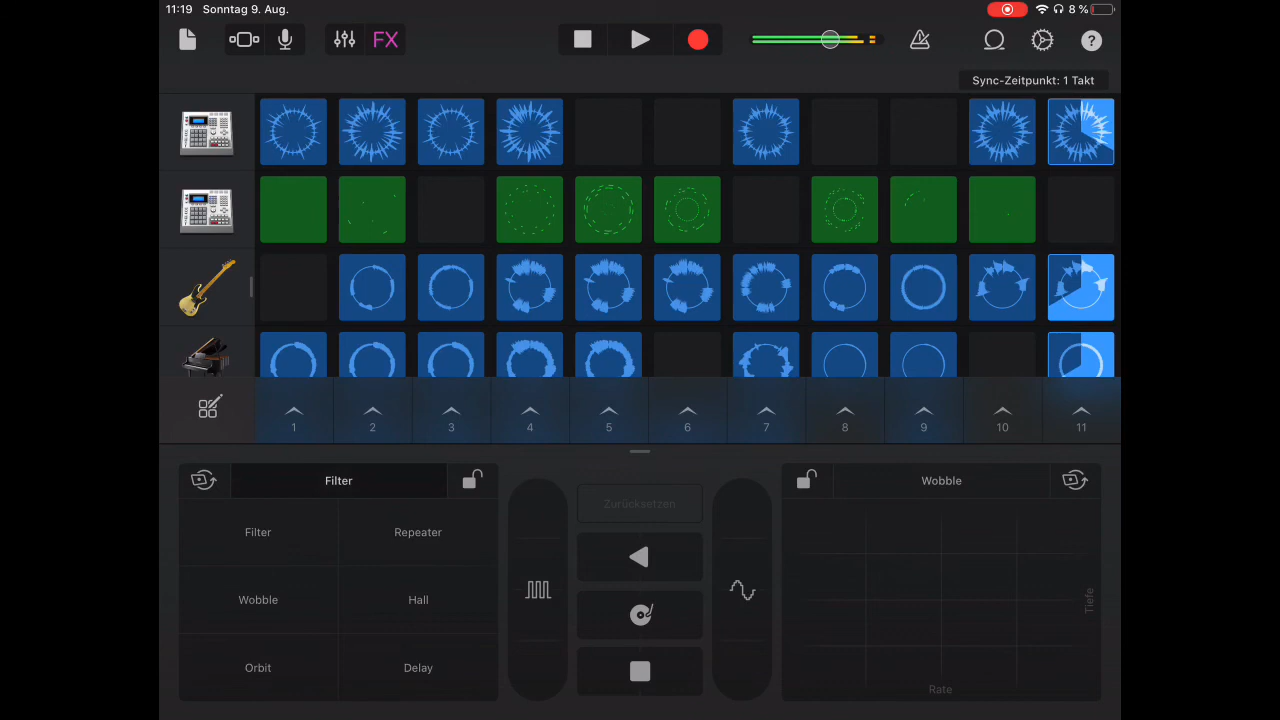 11:19 Sonntag 9. Aug. 8 %
FX ?
Sync-Zeitpunkt: 1 Takt
1 2 3 4 5 6 7 8 9 10 11
Filter Zurücksetzen Wobble
Filter Repeater
Wobble Hall
Tiefe
Orbit Delay
Rate